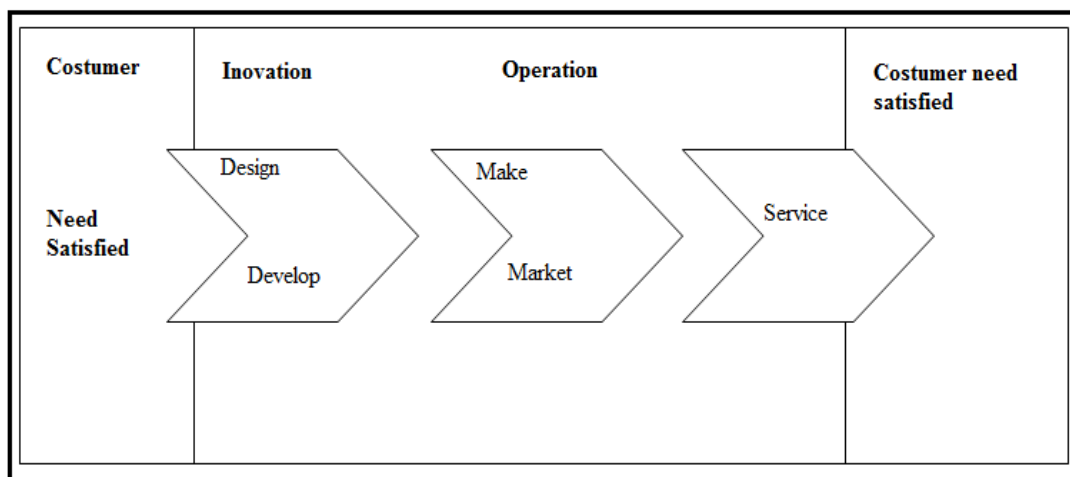 Costumer
Inovation
Operation
Costumer need
satisfied
Design
Make
Need
Satisfied
Service
Develop
Market